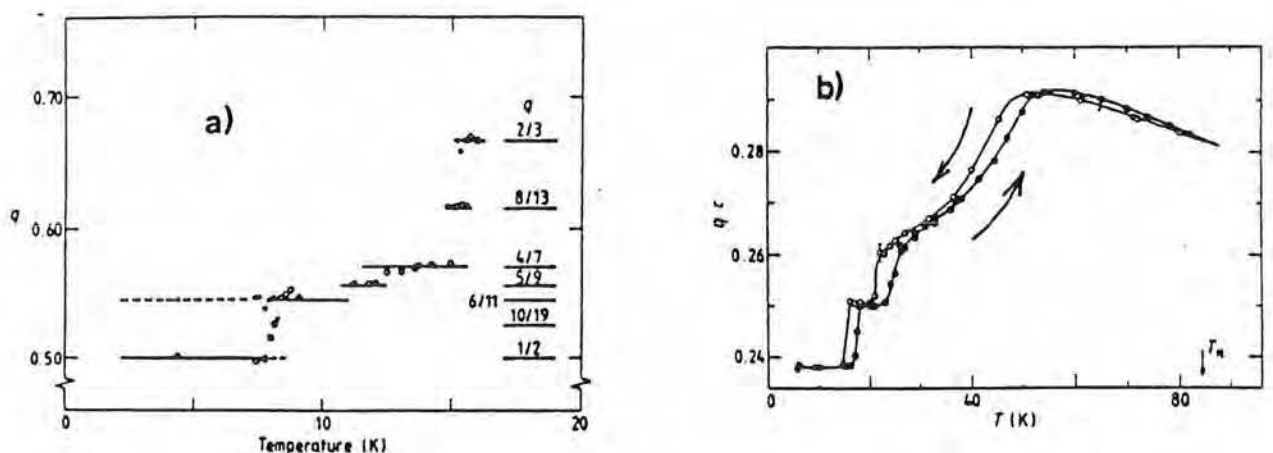 a)
q
0.70
0.60
0.50
q
2/3
8/13
4/7
5/9
6/11
10/19
1/2
0
10
20
Temperature (K)
b)
q c
0.28
0.26
0.24
T N
0
40
80
T (K)